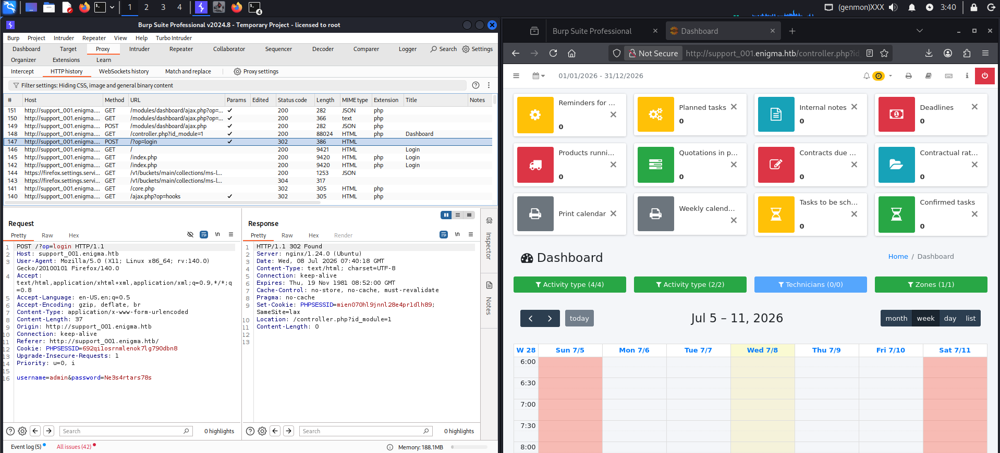 1 2 3 4 4 (genmon)XXX 3:40
Burp Suite Professional v2024.8 - Temporary Project - licensed to root
Burp Project Intruder Repeater View Help Turbo Intruder
Dashboard Target Proxy Intruder Repeater Collaborator Sequencer Decoder Comparer Logger Search Settings
Organizer Extensions Learn
Intercept HTTP history WebSockets history Match and replace Proxy settings
Filter settings: Hiding CSS, image and general binary content
# Host Method URL Params Edited Status code Length MIME type Extension Title Notes
151 http://support_001.enigma.... GET /modules/dashboard/ajax.php?op=... ✓ 200 282 JSON php
150 http://support_001.enigma.... GET /modules/dashboard/ajax.php?op=... ✓ 200 366 text php
149 http://support_001.enigma.... POST /modules/dashboard/ajax.php ✓ 200 282 JSON php
148 http://support_001.enigma.... GET /controller.php?id_module=1 ✓ 200 88024 HTML php Dashboard
147 http://support_001.enigma.... POST /?op=login ✓ 302 386 HTML
146 http://support_001.enigma.... GET / 200 9421 HTML Login
145 http://support_001.enigma.... GET /index.php 200 9420 HTML php Login
142 http://support_001.enigma.... GET /index.php 200 9420 HTML php Login
144 https://firefox.settings.servi... GET /v1/buckets/main/collections/ms-l... 200 1253 JSON
143 https://firefox.settings.servi... GET /v1/buckets/main/collections/ms-l... 304 317
141 http://support_001.enigma.... GET /core.php 302 305 HTML php
140 http://support_001.enigma.... GET /ajax.php?op=hooks ✓ 302 305 HTML php
Request
Pretty Raw Hex \n
1 POST /?op=login HTTP/1.1
2 Host: support_001.enigma.htb
3 User-Agent: Mozilla/5.0 (X11; Linux x86_64; rv:140.0)
Gecko/20100101 Firefox/140.0
4 Accept:
text/html,application/xhtml+xml,application/xml;q=0.9,*/*;q
=0.8
5 Accept-Language: en-US,en;q=0.5
6 Accept-Encoding: gzip, deflate, br
7 Content-Type: application/x-www-form-urlencoded
8 Content-Length: 37
9 Origin: http://support_001.enigma.htb
10 Connection: keep-alive
11 Referer: http://support_001.enigma.htb/
12 Cookie: PHPSESSID=692qi1osrnmlenok7lg790dbn8
13 Upgrade-Insecure-Requests: 1
14 Priority: u=0, i
15
16 username=admin&password=Ne3s4rtars78s
Search 0 highlights
Response
Pretty Raw Hex Render \n
1 HTTP/1.1 302 Found
2 Server: nginx/1.24.0 (Ubuntu)
3 Date: Wed, 08 Jul 2026 07:40:18 GMT
4 Content-Type: text/html; charset=UTF-8
5 Connection: keep-alive
6 Expires: Thu, 19 Nov 1981 08:52:00 GMT
7 Cache-Control: no-store, no-cache, must-revalidate
8 Pragma: no-cache
9 Set-Cookie: PHPSESSID=mien070hl9jnnl28e4pr1dlh89;
SameSite=lax
10 Location: /controller.php?id_module=1
11 Content-Length: 0
12
13
Search 0 highlights
Inspector
Notes
Event log (5) All issues (42) Memory: 188.1MB
Burp Suite Professional Dashboard
Not Secure http://support_001.enigma.htb/controller.php?id
01/01/2026 - 31/12/2026
Reminders for ...
0
Planned tasks
0
Internal notes
0
Deadlines
0
Products runni...
0
Quotations in p...
0
Contracts due ...
0
Contractual rat...
0
Print calendar
Weekly calend...
Tasks to be sch...
0
Confirmed tasks
0
Dashboard
Home / Dashboard
Activity type (4/4) Activity type (2/2) Technicians (0/0) Zones (1/1)
today Jul 5 – 11, 2026 month week day list
W 28 Sun 7/5 Mon 7/6 Tue 7/7 Wed 7/8 Thu 7/9 Fri 7/10 Sat 7/11
6:00
6:30
7:00
7:30
8:00